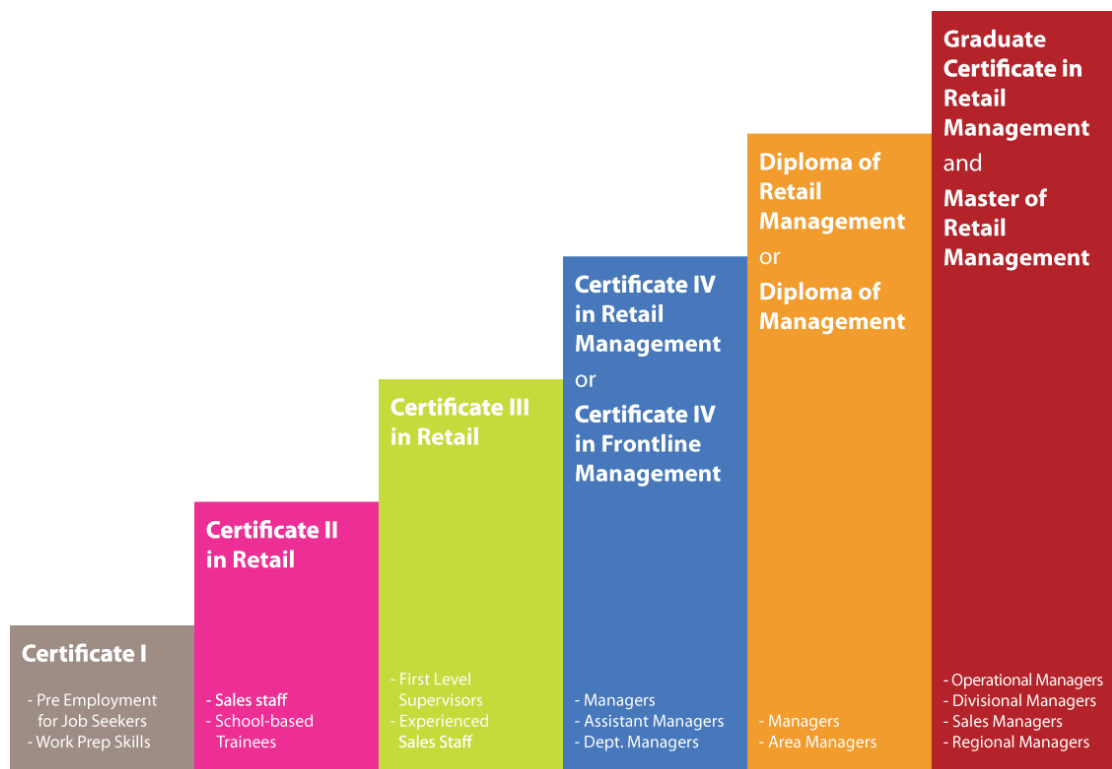 Certificate I
- Pre Employment
for Job Seekers
- Work Prep Skills
Certificate II
in Retail
- Sales staff
- School-based
Trainees
Certificate III
in Retail
- First Level
Supervisors
- Experienced
Sales Staff
Certificate IV
in Retail
Management
or
Certificate IV
in Frontline
Management
- Managers
- Assistant Managers
- Dept. Managers
Diploma of
Retail
Management
or
Diploma of
Management
- Managers
- Area Managers
Graduate
Certificate in
Retail
Management
and
Master of
Retail
Management
- Operational Managers
- Divisional Managers
- Sales Managers
- Regional Managers